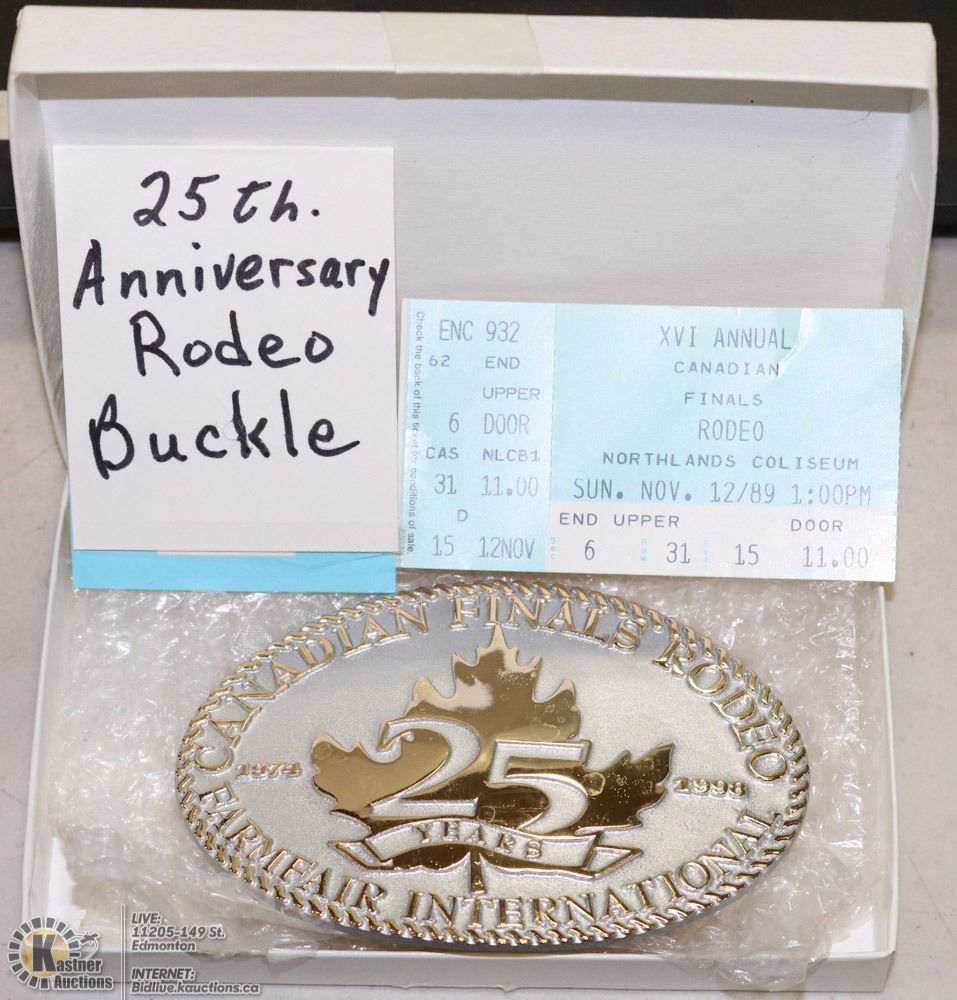 25th.
Anniversary
Rodeo
Buckle
Check the back of this ticket for conditions of sale.
ENC 932
62 END
UPPER
6 DOOR
CAS NLCB1
31 11.00
D
15 12NOV
XVI ANNUAL
CANADIAN
FINALS
RODEO
NORTHLANDS COLISEUM
SUN. NOV. 12/89 1:00PM
END UPPER DOOR
6 31 15 11.00
CANADIAN FINALS RODEO
1974 25 1998
YEARS
FARMFAIR INTERNATIONAL
Kastner
Auctions
LIVE:
11205-149 St.
Edmonton
INTERNET:
Bidlive.kauctions.ca